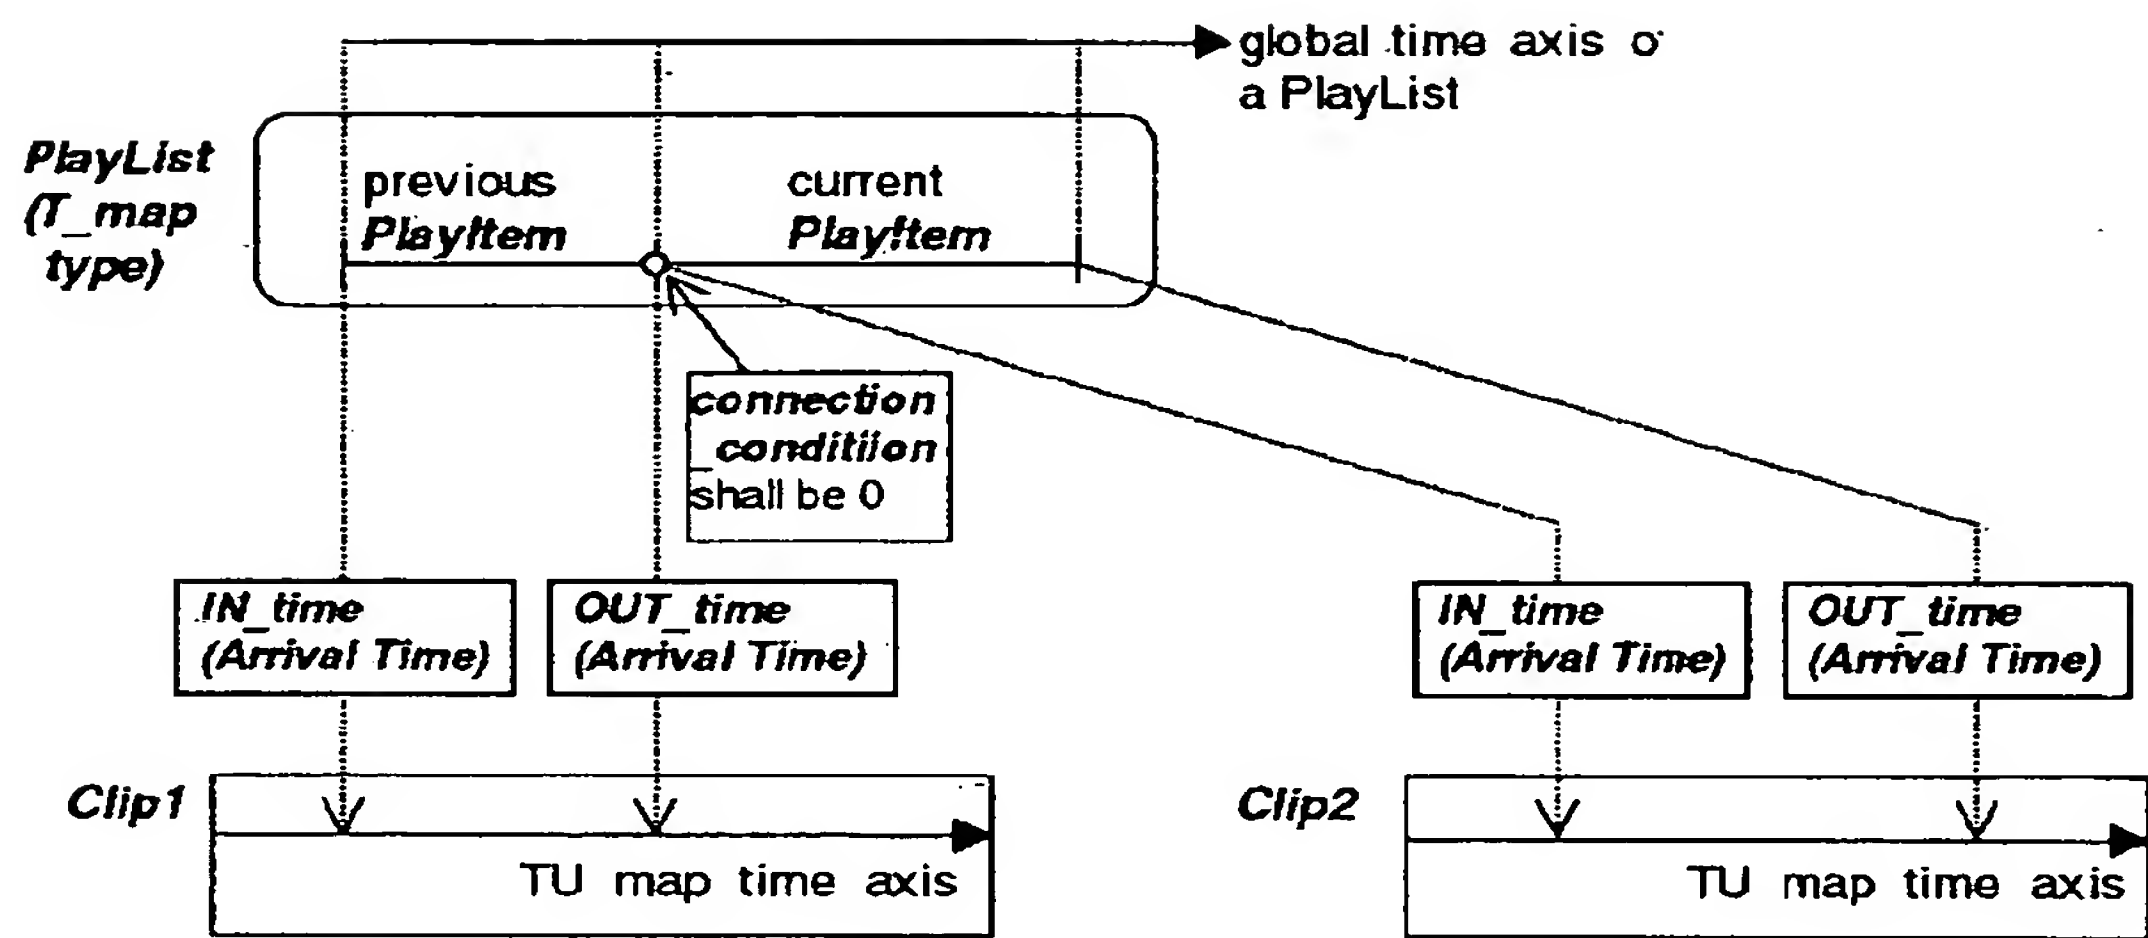 global time axis o
a PlayList
PlayList
(T_map
type)
previous
PlayItem
current
PlayItem
connection
_conditiion
shall be 0
IN_time
(Arrival Time)
OUT_time
(Arrival Time)
IN_time
(Arrival Time)
OUT_time
(Arrival Time)
Clip1
TU map time axis
Clip2
TU map time axis